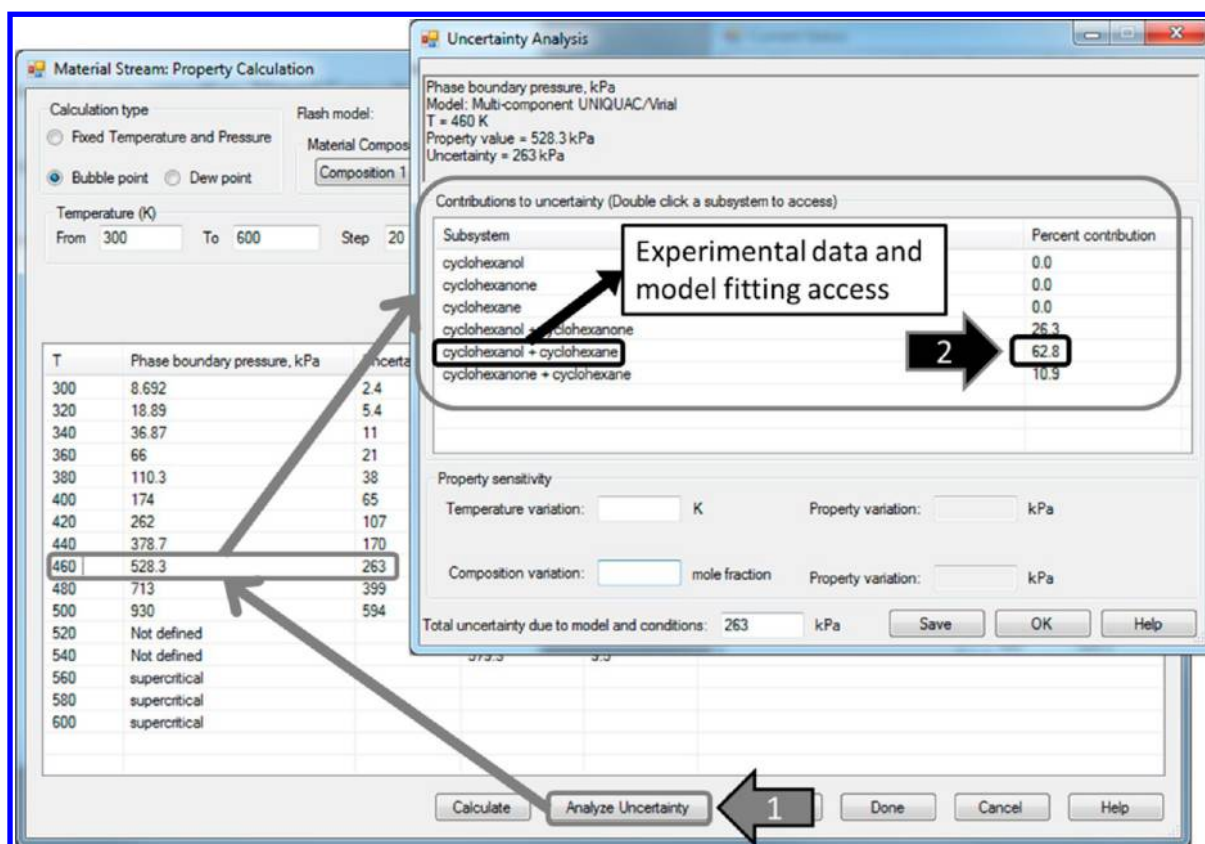 Uncertainty Analysis
Phase boundary pressure, kPa
Model: Multi-component UNIQUAC/Virial
T = 460 K
Property value = 528.3 kPa
Uncertainty = 263 kPa
Contributions to uncertainty (Double click a subsystem to access)
Subsystem Percent contribution
cyclohexanol 0.0
cyclohexanone 0.0
cyclohexane 0.0
cyclohexanol + cyclohexanone 26.3
cyclohexanol + cyclohexane 62.8
cyclohexanone + cyclohexane 10.9
Experimental data and
model fitting access
2
Property sensitivity
Temperature variation: K Property variation: kPa
Composition variation: mole fraction Property variation: kPa
Total uncertainty due to model and conditions: 263 kPa Save OK Help
Material Stream: Property Calculation
Calculation type Flash model:
Fixed Temperature and Pressure Material Compos
Bubble point Dew point Composition 1
Temperature (K)
From 300 To 600 Step 20
T Phase boundary pressure, kPa
300 8.692 2.4
320 18.89 5.4
340 36.87 11
360 66 21
380 110.3 38
400 174 65
420 262 107
440 378.7 170
460 528.3 263
480 713 399
500 930 594
520 Not defined
540 Not defined
560 supercritical
580 supercritical
600 supercritical
Calculate Analyze Uncertainty 1 Done Cancel Help